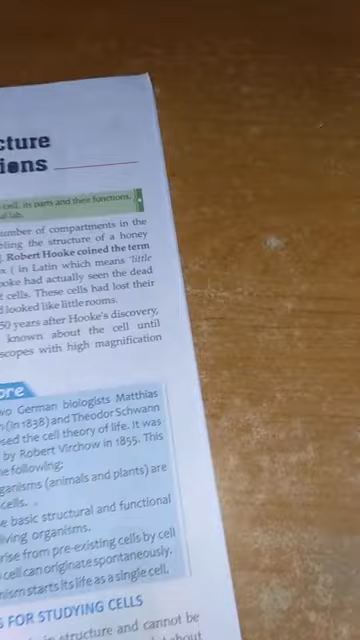 cture
ions
cell, its parts and their functions.
al lab.
number of compartments in the
bling the structure of a honey
Robert Hooke coined the term
( in Latin which means 'little
ooke had actually seen the dead
t cells. These cells had lost their
d looked like little rooms.
50 years after Hooke's discovery,
known about the cell until
scopes with high magnification
ore
wo German biologists Matthias
n (in 1838) and Theodor Schwann
sed the cell theory of life. It was
by Robert Virchow in 1855. This
e following:
ganisms (animals and plants) are
cells.
e basic structural and functional
living organisms.
rise from pre-existing cells by cell
cell can originate spontaneously.
nism starts its life as a single cell.
S FOR STUDYING CELLS
in structure and cannot be
about